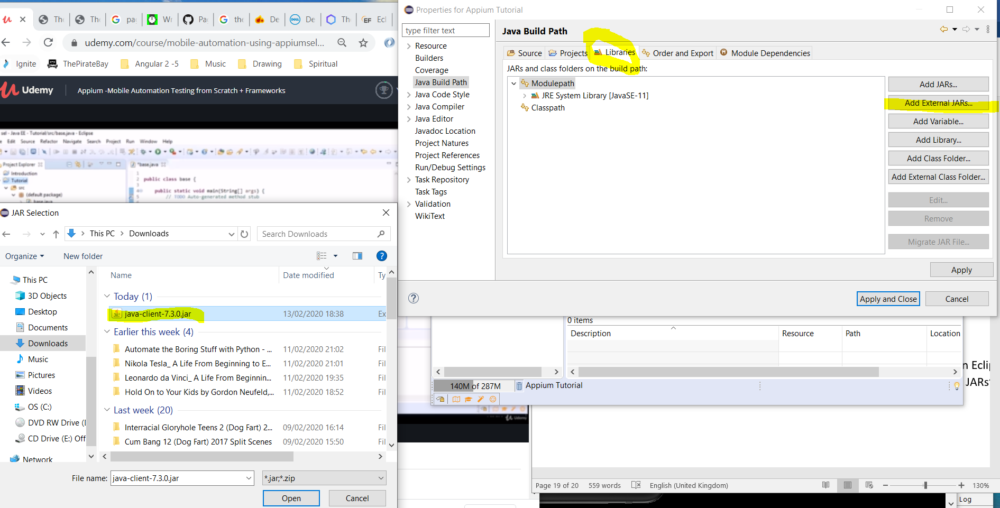 Th
Th
pa
Wr
Pa
the
De
De
Th
Ecl
udemy.com/course/mobile-automation-using-appiumsel...
Ignite
ThePirateBay
Angular 2 -5
Music
Drawing
Spiritual
Udemy
Appium -Mobile Automation Testing from Scratch + Frameworks
sel - Java EE - Tutorial/src/base.java - Eclipse
Edit Source Refactor Navigate Search Project Run Window Help
Project Explorer
*base.java
Introduction
Tutorial
src
(default package)
base.java
1
2 public class base {
3
4 public static void main(String[] args) {
5 // TODO Auto-generated method stub
6
JAR Selection
This PC > Downloads
Search Downloads
Organize
New folder
This PC
3D Objects
Desktop
Documents
Downloads
Music
Pictures
Videos
OS (C:)
DVD RW Drive (
CD Drive (E:) Off
Network
Name
Date modified
Ty
Today (1)
java-client-7.3.0.jar 13/02/2020 18:38 Ex
Earlier this week (4)
Automate the Boring Stuff with Python - ... 11/02/2020 21:02 Fil
Nikola Tesla_ A Life From Beginning to E... 11/02/2020 21:01 Fil
Leonardo da Vinci_ A Life From Beginnin... 11/02/2020 19:35 Fil
Hold On to Your Kids by Gordon Neufeld,... 11/02/2020 18:52 Fil
Last week (20)
Interracial Gloryhole Teens 2 (Dog Fart) 2... 09/02/2020 16:14 Fil
Cum Bang 12 (Dog Fart) 2017 Split Scenes 09/02/2020 15:50 Fil
File name: java-client-7.3.0.jar
*.jar;*.zip
Open
Cancel
Properties for Appium Tutorial
type filter text
Resource
Builders
Coverage
Java Build Path
Java Code Style
Java Compiler
Java Editor
Javadoc Location
Project Natures
Project References
Run/Debug Settings
Task Repository
Task Tags
Validation
WikiText
Java Build Path
Source
Projects
Libraries
Order and Export
Module Dependencies
JARs and class folders on the build path:
Modulepath
JRE System Library [JavaSE-11]
Classpath
Add JARs...
Add External JARs...
Add Variable...
Add Library...
Add Class Folder...
Add External Class Folder...
Edit...
Remove
Migrate JAR File...
Apply
Apply and Close
Cancel
0 items
Description
Resource
Path
Location
140M of 287M
Appium Tutorial
n Eclip
JARs'
Udemy
Page 19 of 20
559 words
English (United Kingdom)
130%
Log